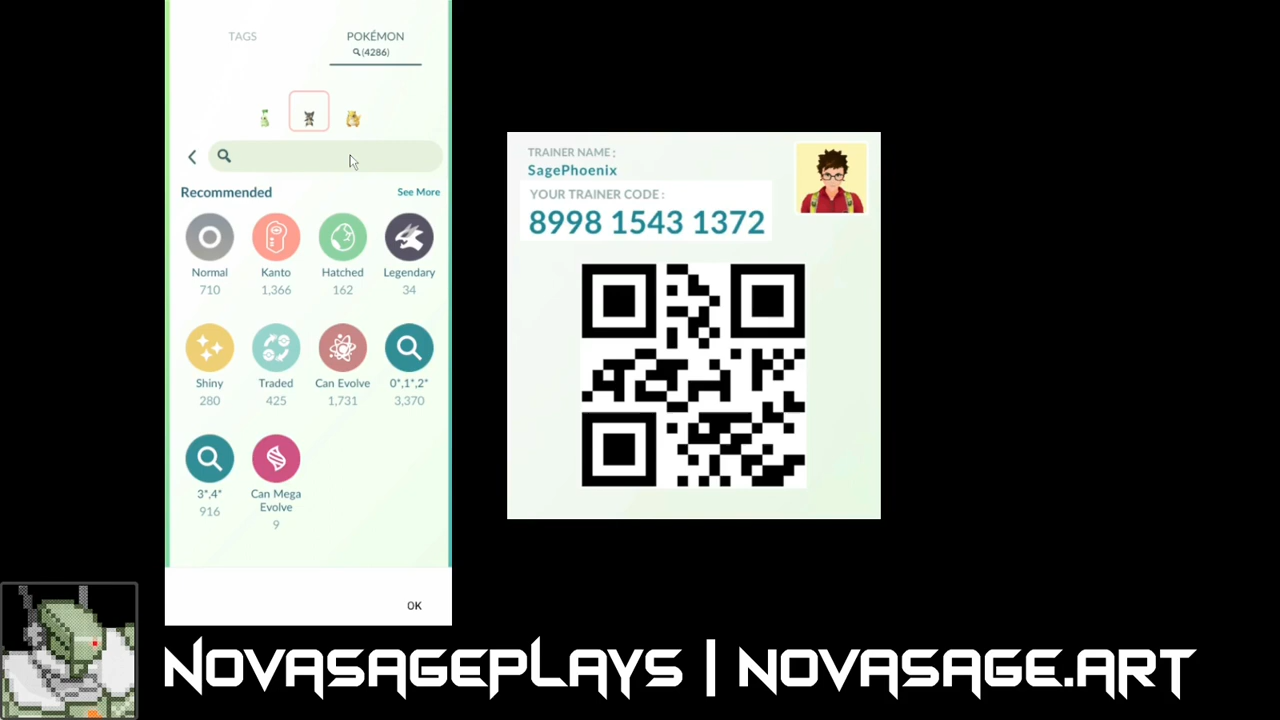 TAGS
POKÉMON
(4286)
Recommended
See More
Normal
710
Kanto
1,366
Hatched
162
Legendary
34
Shiny
280
Traded
425
Can Evolve
1,731
0*,1*,2*
3,370
3*,4*
916
Can Mega
Evolve
9
OK
TRAINER NAME :
SagePhoenix
YOUR TRAINER CODE :
8998 1543 1372
NOVASAGEPLAYS | NOVASAGE.ART